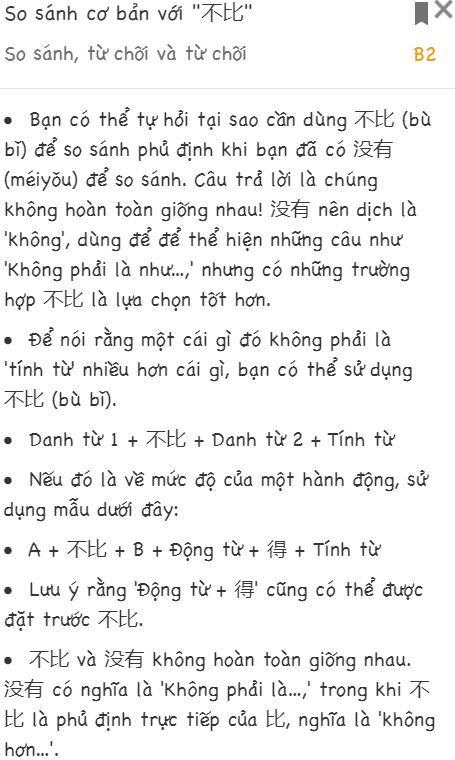 So sánh cơ bản với "不比"
So sánh, từ chối và từ chối B2
• Bạn có thể tự hỏi tại sao cần dùng 不比 (bù
bǐ) để so sánh phủ định khi bạn đã có 没有
(méiyǒu) để so sánh. Câu trả lời là chúng
không hoàn toàn giống nhau! 没有 nên dịch là
'không', dùng để để thể hiện những câu như
'Không phải là như...,' nhưng có những trường
hợp 不比 là lựa chọn tốt hơn.
• Để nói rằng một cái gì đó không phải là
'tính từ' nhiều hơn cái gì, bạn có thể sử dụng
不比 (bù bǐ).
• Danh từ 1 + 不比 + Danh từ 2 + Tính từ
• Nếu đó là về mức độ của một hành động, sử
dụng mẫu dưới đây:
• A + 不比 + B + Động từ + 得 + Tính từ
• Lưu ý rằng 'Động từ + 得' cũng có thể được
đặt trước 不比.
• 不比 và 没有 không hoàn toàn giống nhau.
没有 có nghĩa là 'Không phải là...,' trong khi 不
比 là phủ định trực tiếp của 比, nghĩa là 'không
hơn...'.